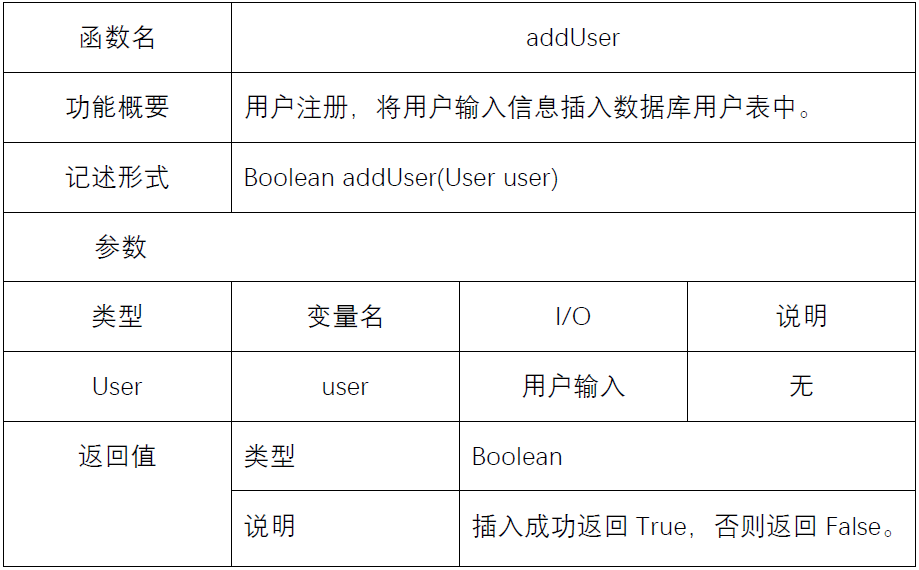 函数名 addUser
功能概要 用户注册，将用户输入信息插入数据库用户表中。
记述形式 Boolean addUser(User user)
参数
类型 变量名 I/O 说明
User user 用户输入 无
返回值 类型 Boolean
说明 插入成功返回 True，否则返回 False。